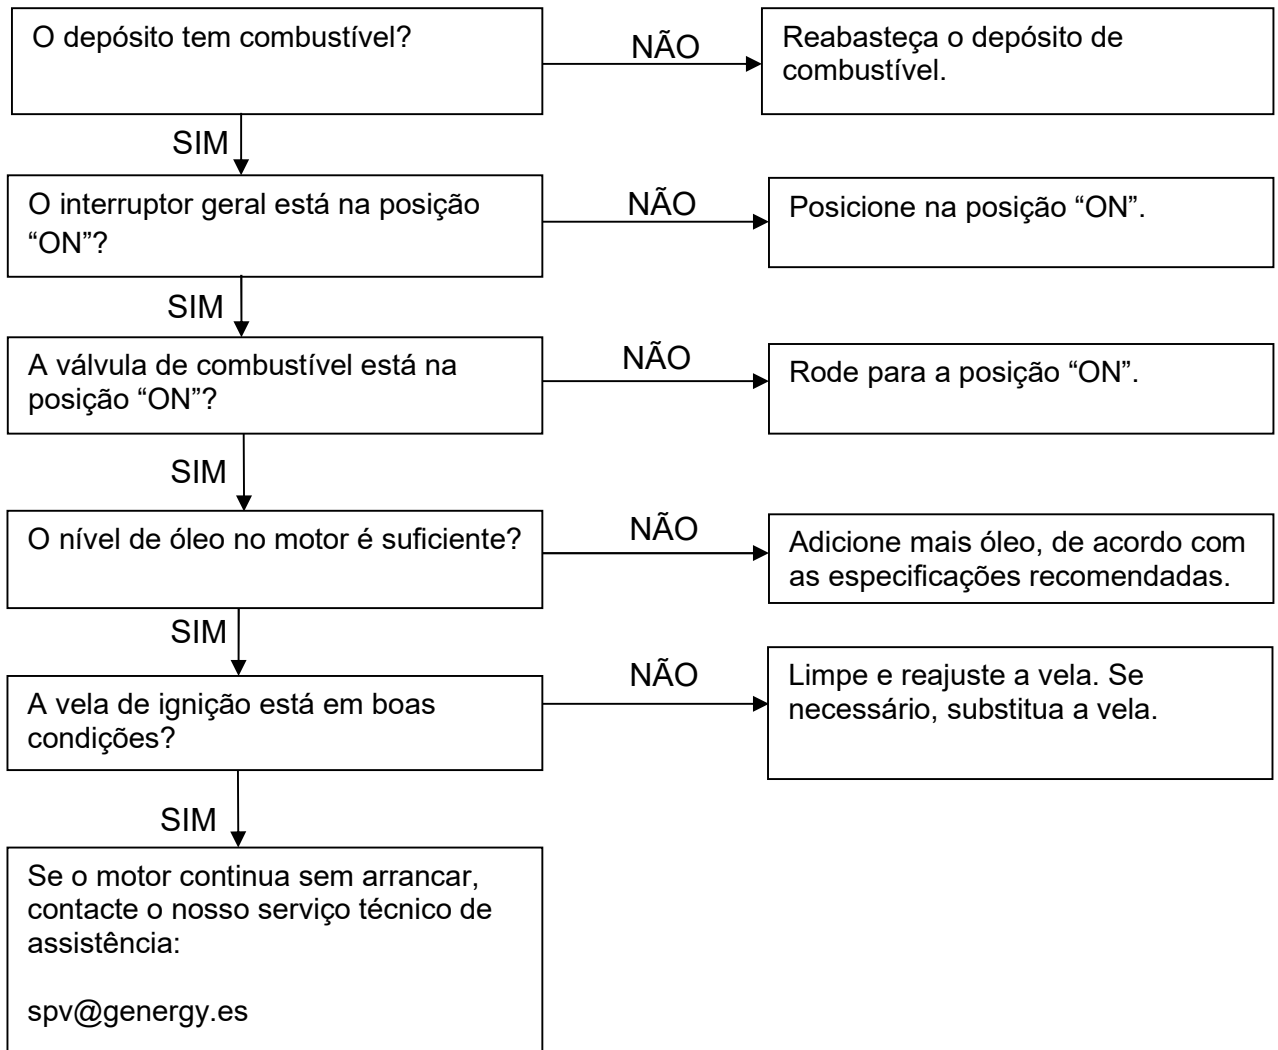 O depósito tem combustível?
NÃO
Reabasteça o depósito de
combustível.
SIM
O interruptor geral está na posição
“ON”?
NÃO
Posicione na posição “ON”.
SIM
A válvula de combustível está na
posição “ON”?
NÃO
Rode para a posição “ON”.
SIM
O nível de óleo no motor é suficiente?
NÃO
Adicione mais óleo, de acordo com
as especificações recomendadas.
SIM
A vela de ignição está em boas
condições?
NÃO
Limpe e reajuste a vela. Se
necessário, substitua a vela.
SIM
Se o motor continua sem arrancar,
contacte o nosso serviço técnico de
assistência:
spv@genergy.es